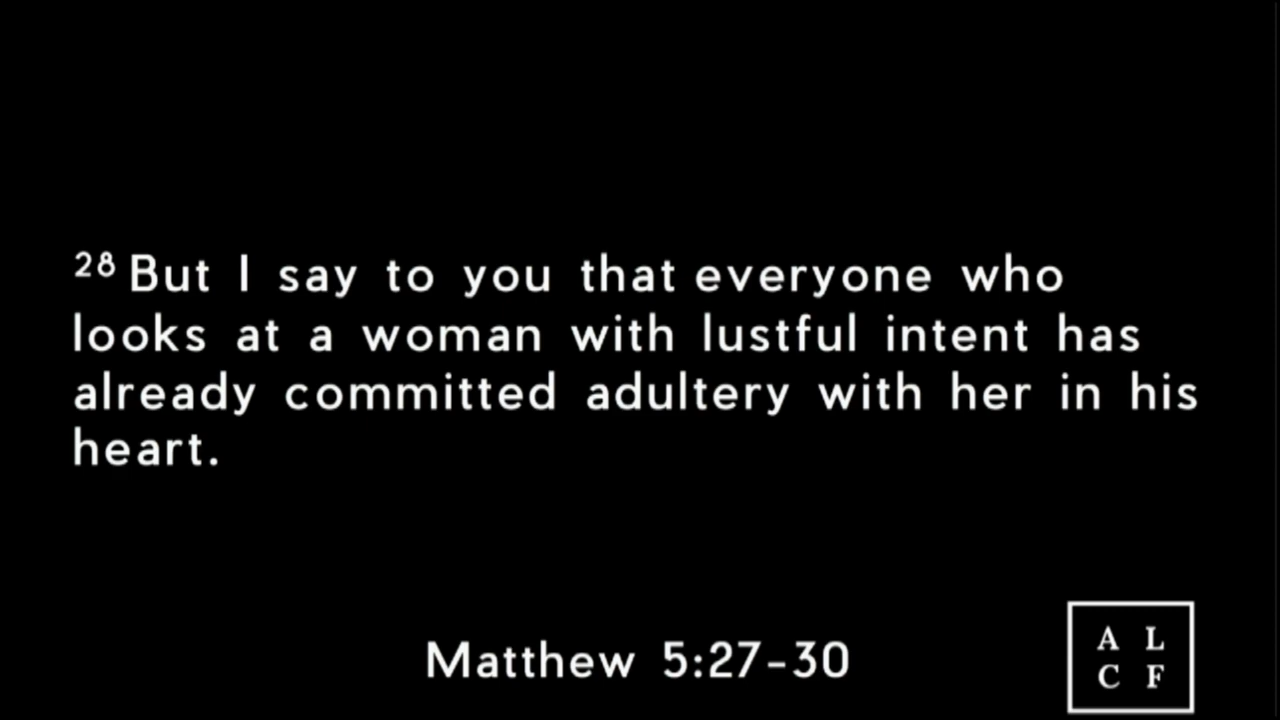 28 But I say to you that everyone who
looks at a woman with lustful intent has
already committed adultery with her in his
heart.
Matthew 5:27-30
A L
C F